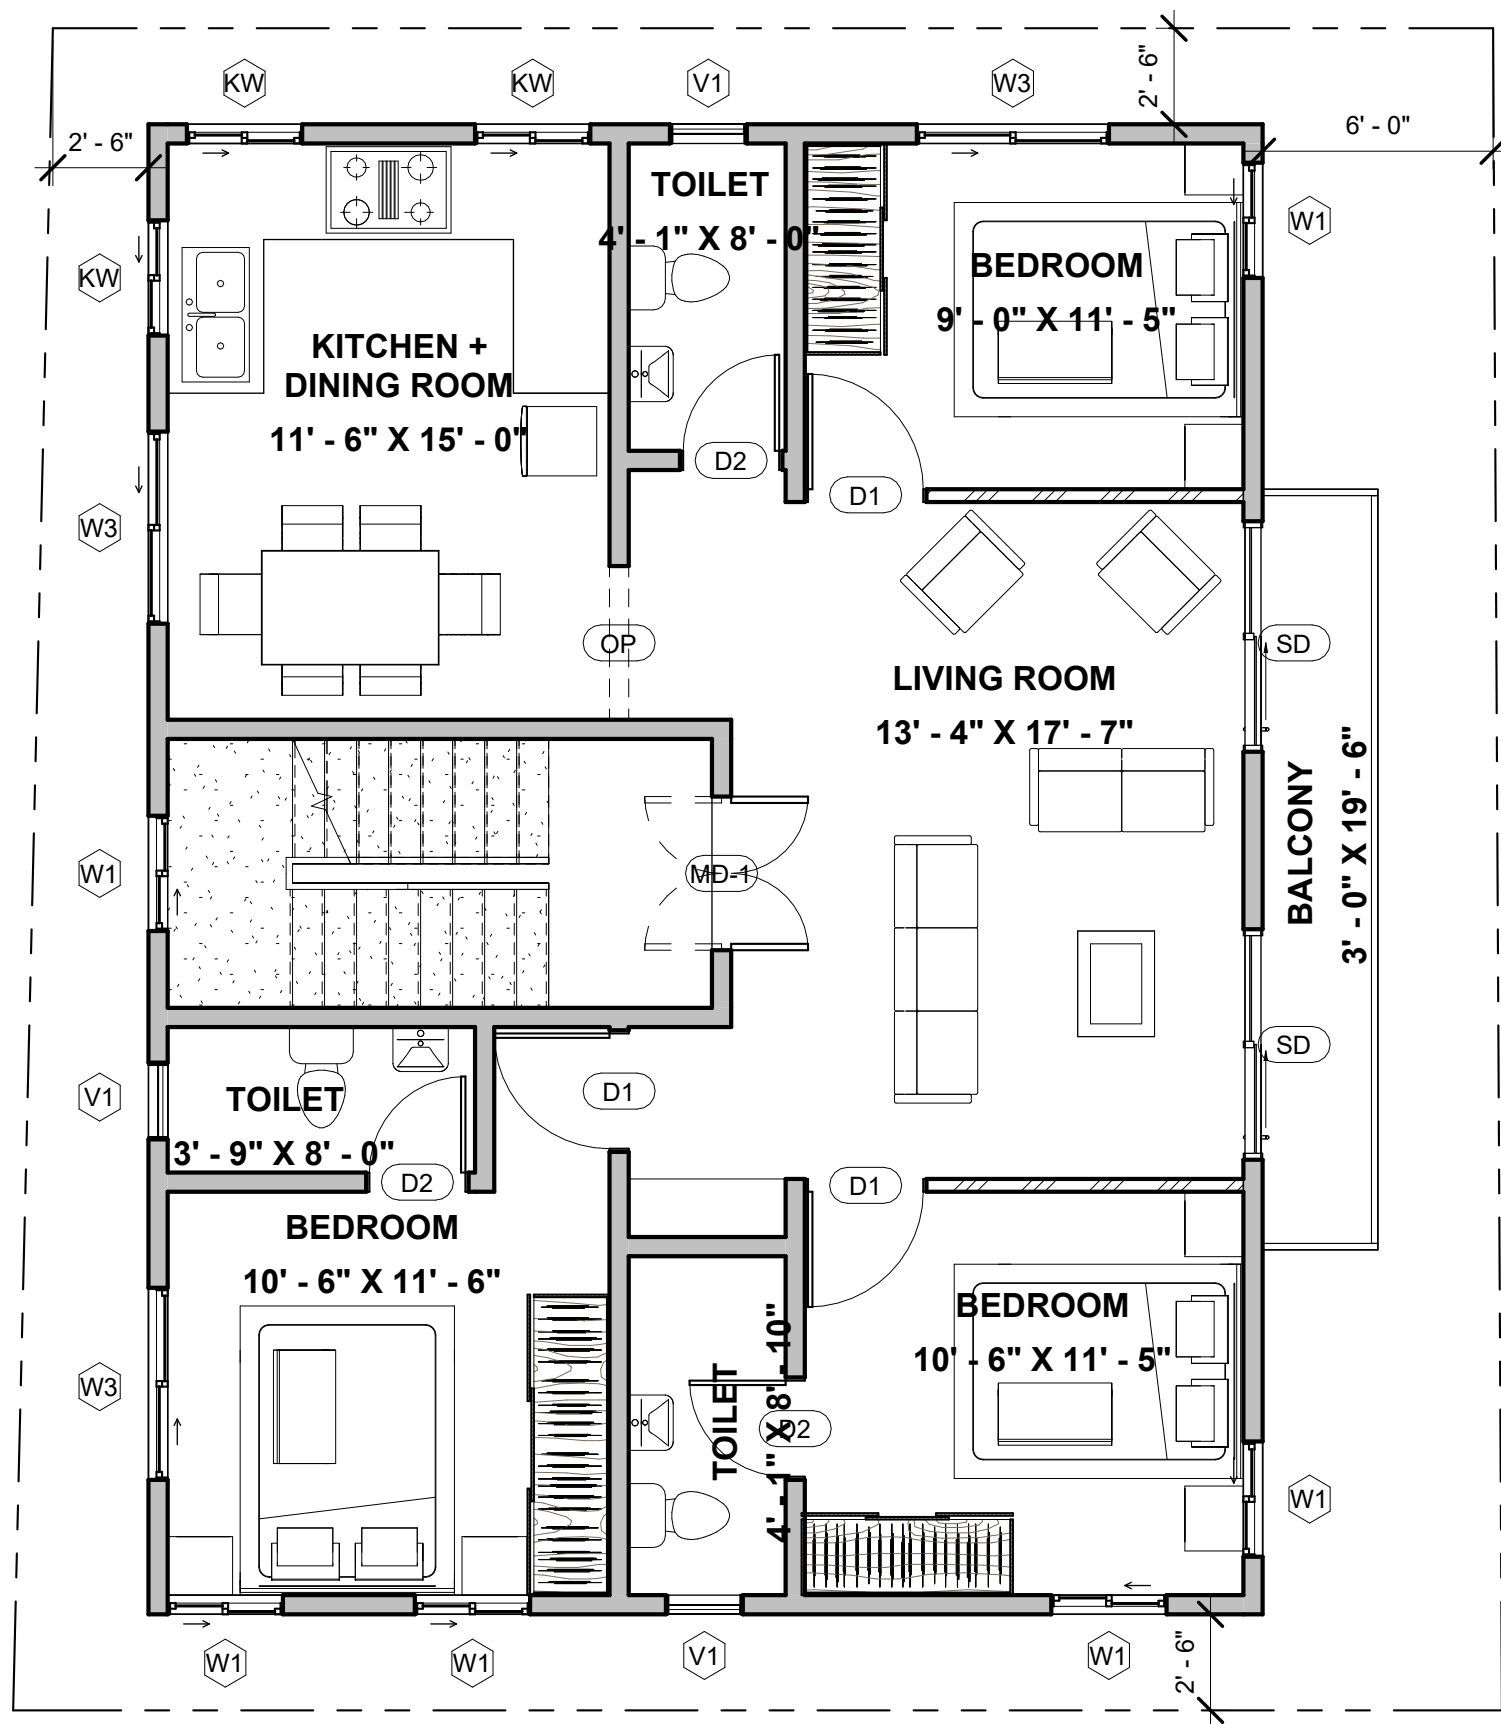 KW
KW
V1
W3
2' - 6"
2' - 6"
6' - 0"
TOILET
4' - 1" X 8' - 0"
W1
BEDROOM
9' - 0" X 11' - 5"
KW
KITCHEN +
DINING ROOM
11' - 6" X 15' - 0"
D2
D1
W3
OP
SD
LIVING ROOM
13' - 4" X 17' - 7"
BALCONY
3' - 0" X 19' - 6"
W1
MD-1
SD
V1
TOILET
3' - 9" X 8' - 0"
D1
D2
D1
BEDROOM
10' - 6" X 11' - 6"
BEDROOM
10' - 6" X 11' - 5"
W3
TOILET
4' - 1" X 8' - 10"
D2
W1
W1
W1
V1
W1
2' - 6"